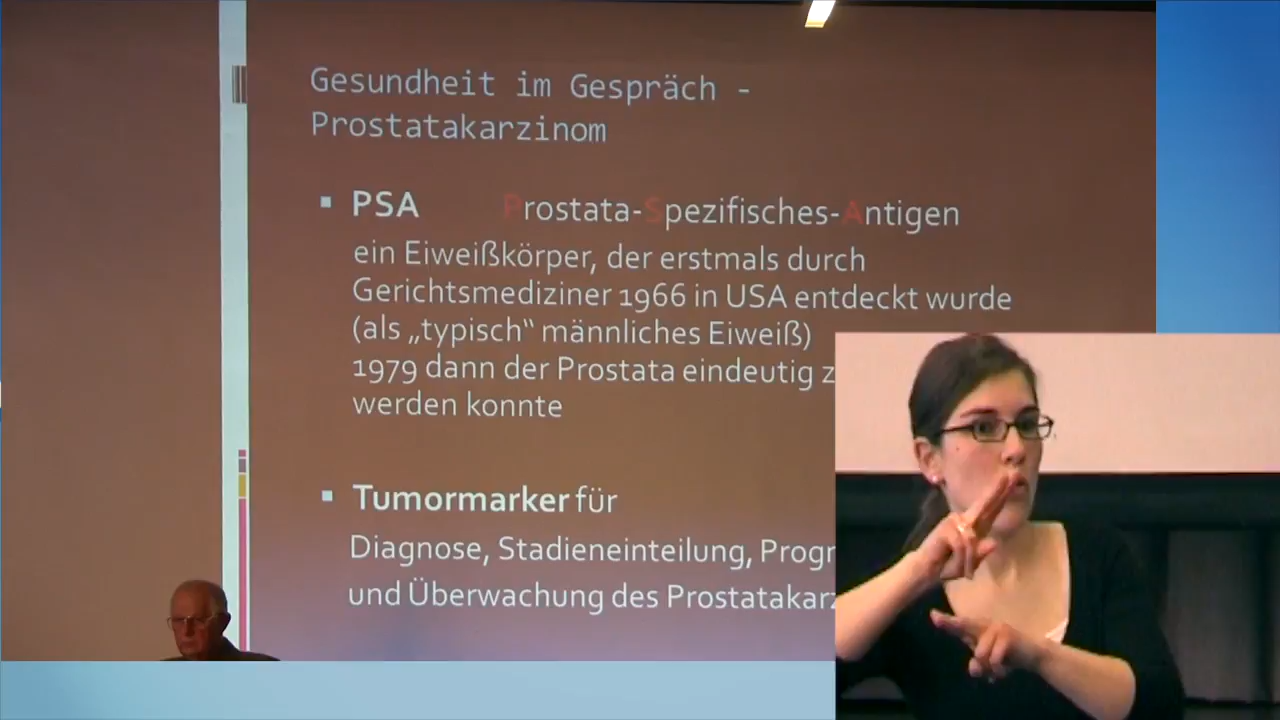 Gesundheit im Gespräch -
Prostatakarzinom
▪ PSA Prostata-Spezifisches-Antigen
ein Eiweißkörper, der erstmals durch
Gerichtsmediziner 1966 in USA entdeckt wurde
(als „typisch“ männliches Eiweiß)
1979 dann der Prostata eindeutig
werden konnte
▪ Tumormarker für
Diagnose, Stadieneinteilung,
und Überwachung des